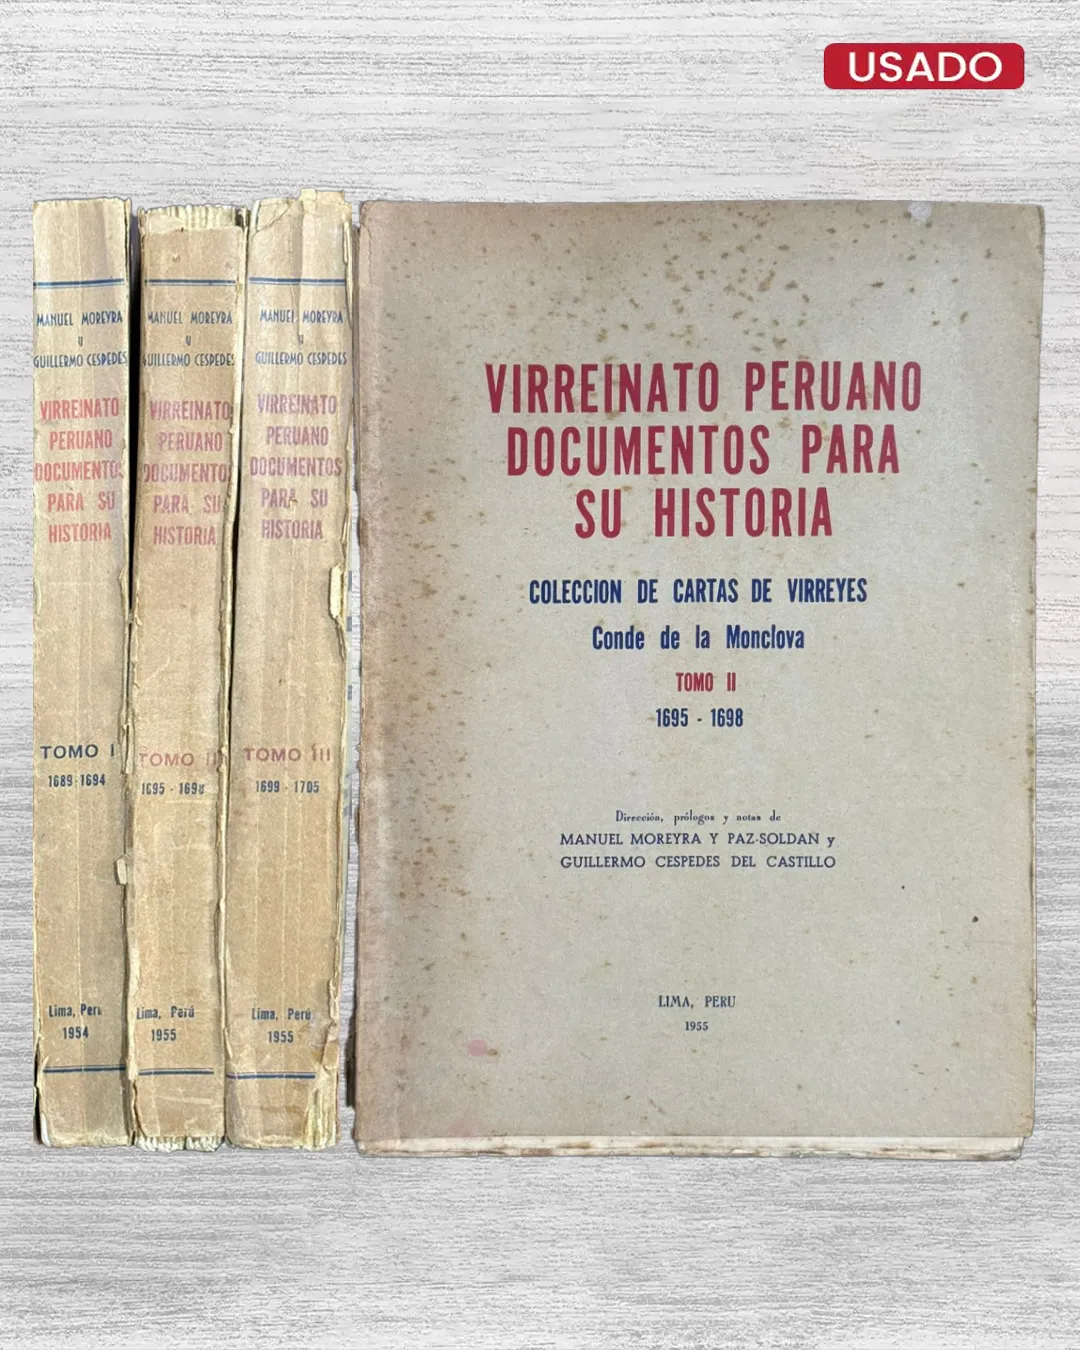 USADO
MANUEL MOREYRA
y
GUILLERMO CESPEDES
VIRREINATO
PERUANO
DOCUMENTOS
PARA SU
HISTORIA
TOMO I
1689-1694
Lima, Perú
1954
MANUEL MOREYRA
y
GUILLERMO CESPEDES
VIRREINATO
PERUANO
DOCUMENTOS
PARA SU
HISTORIA
TOMO II
1695 - 1698
Lima, Perú
1955
MANUEL MOREYRA
y
GUILLERMO CESPEDES
VIRREINATO
PERUANO
DOCUMENTOS
PARA SU
HISTORIA
TOMO III
1699 - 1705
Lima, Perú
1955
VIRREINATO PERUANO
DOCUMENTOS PARA
SU HISTORIA
COLECCION DE CARTAS DE VIRREYES
Conde de la Monclova
TOMO II
1695 - 1698
Dirección, prólogos y notas de
MANUEL MOREYRA Y PAZ-SOLDAN y
GUILLERMO CESPEDES DEL CASTILLO
LIMA, PERU
1955